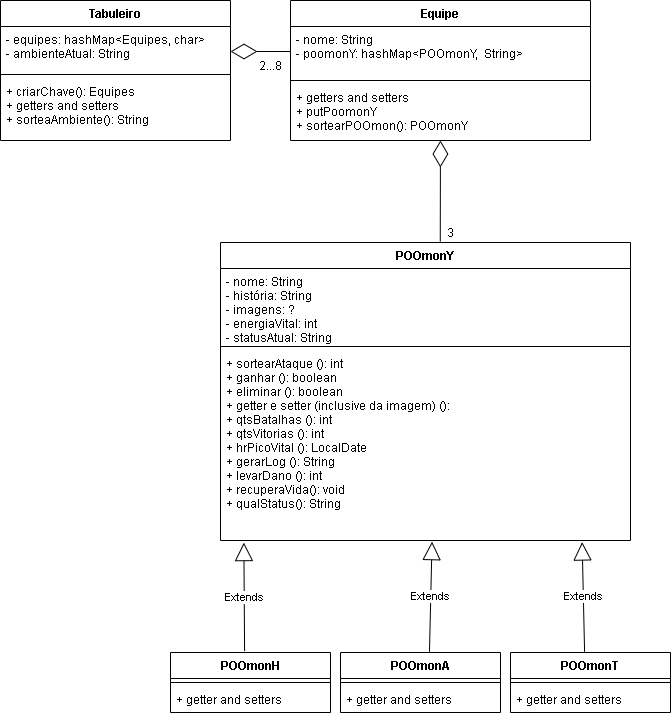 Tabuleiro
- equipes: hashMap<Equipes, char>
- ambienteAtual: String
+ criarChave(): Equipes
+ getters and setters
+ sorteaAmbiente(): String
2...8
Equipe
- nome: String
- poomonY: hashMap<POOmonY, String>
+ getters and setters
+ putPoomonY
+ sortearPOOmon(): POOmonY
3
POOmonY
- nome: String
- história: String
- imagens: ?
- energiaVital: int
- statusAtual: String
+ sortearAtaque (): int
+ ganhar (): boolean
+ eliminar (): boolean
+ getter e setter (inclusive da imagem) ():
+ qtsBatalhas (): int
+ qtsVitorias (): int
+ hrPicoVital (): LocalDate
+ gerarLog (): String
+ levarDano (): int
+ recuperaVida(): void
+ qualStatus(): String
Extends
Extends
Extends
POOmonH
+ getter and setters
POOmonA
+ getter and setters
POOmonT
+ getter and setters